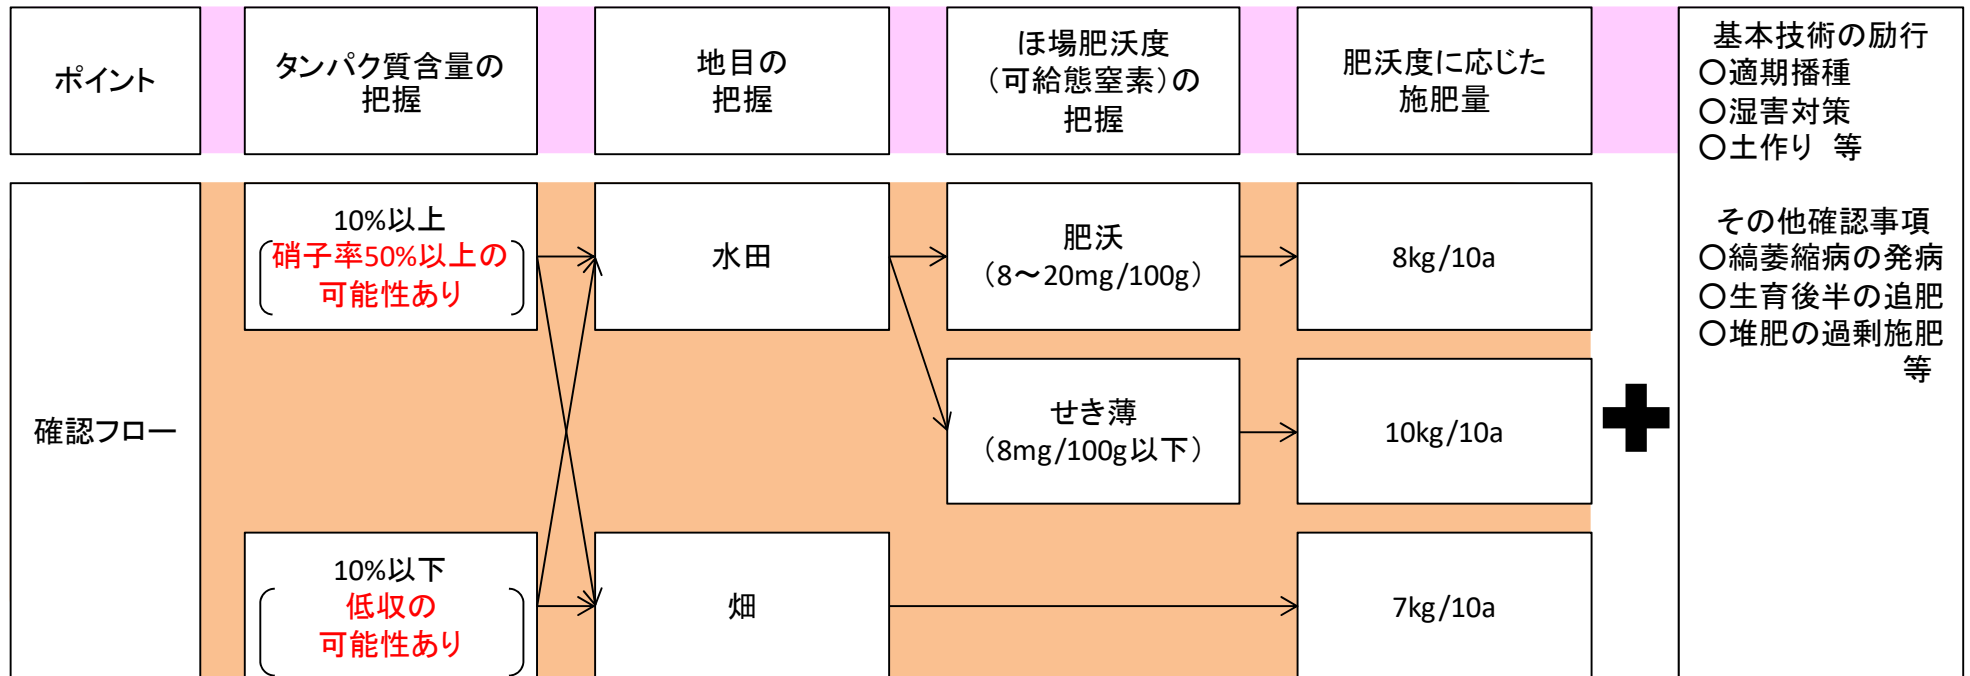 ポイント
タンパク質含量の
把握
地目の
把握
ほ場肥沃度
（可給態窒素）の
把握
肥沃度に応じた
施肥量
基本技術の励行
〇適期播種
〇湿害対策
〇土作り 等
その他確認事項
〇縞萎縮病の発病
〇生育後半の追肥
〇堆肥の過剰施肥
等
確認フロー
10%以上
硝子率50%以上の
可能性あり
水田
肥沃
（8～20mg/100g）
8kg/10a
せき薄
（8mg/100g以下）
10kg/10a
10%以下
低収の
可能性あり
畑
7kg/10a